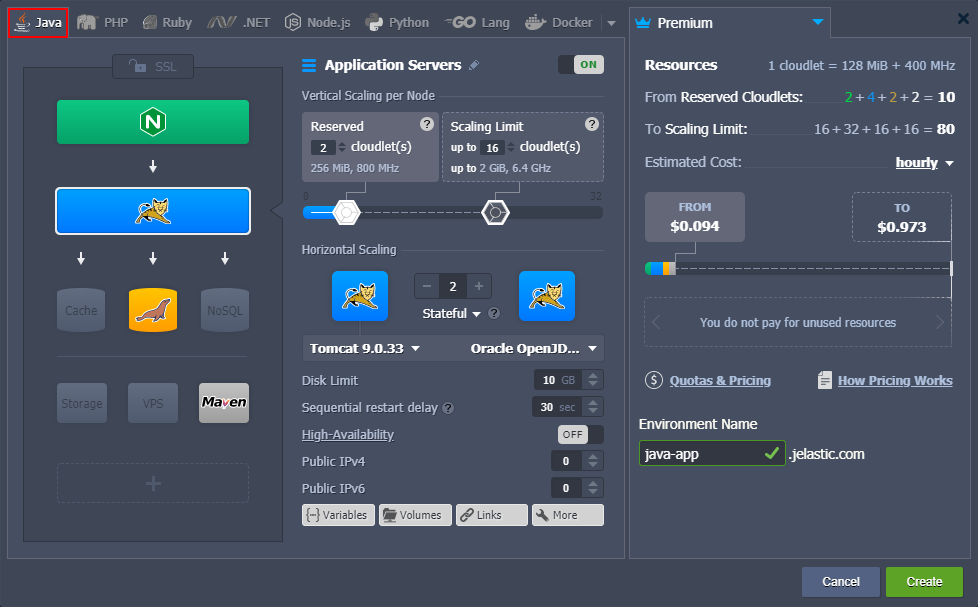 Java
PHP
Ruby
.NET
Node.js
Python
GO Lang
Docker
Premium
SSL
N
Cache
NoSQL
Storage
VPS
Maven
Application Servers
ON
Vertical Scaling per Node
Reserved ?
2 cloudlet(s)
256 MiB, 800 MHz
Scaling Limit ?
up to 16 cloudlet(s)
up to 2 GiB, 6.4 GHz
0 32
Horizontal Scaling
− 2 +
Stateful ?
Tomcat 9.0.33
Oracle OpenJD...
Disk Limit 10 GB
Sequential restart delay ? 30 sec
High-Availability OFF
Public IPv4 0
Public IPv6 0
Variables
Volumes
Links
More
Resources 1 cloudlet = 128 MiB + 400 MHz
From Reserved Cloudlets: 2+4+2+2 = 10
To Scaling Limit: 16+32+16+16 = 80
Estimated Cost: hourly
FROM
$0.094
TO
$0.973
You do not pay for unused resources
$ Quotas & Pricing
How Pricing Works
Environment Name
java-app .jelastic.com
Cancel
Create